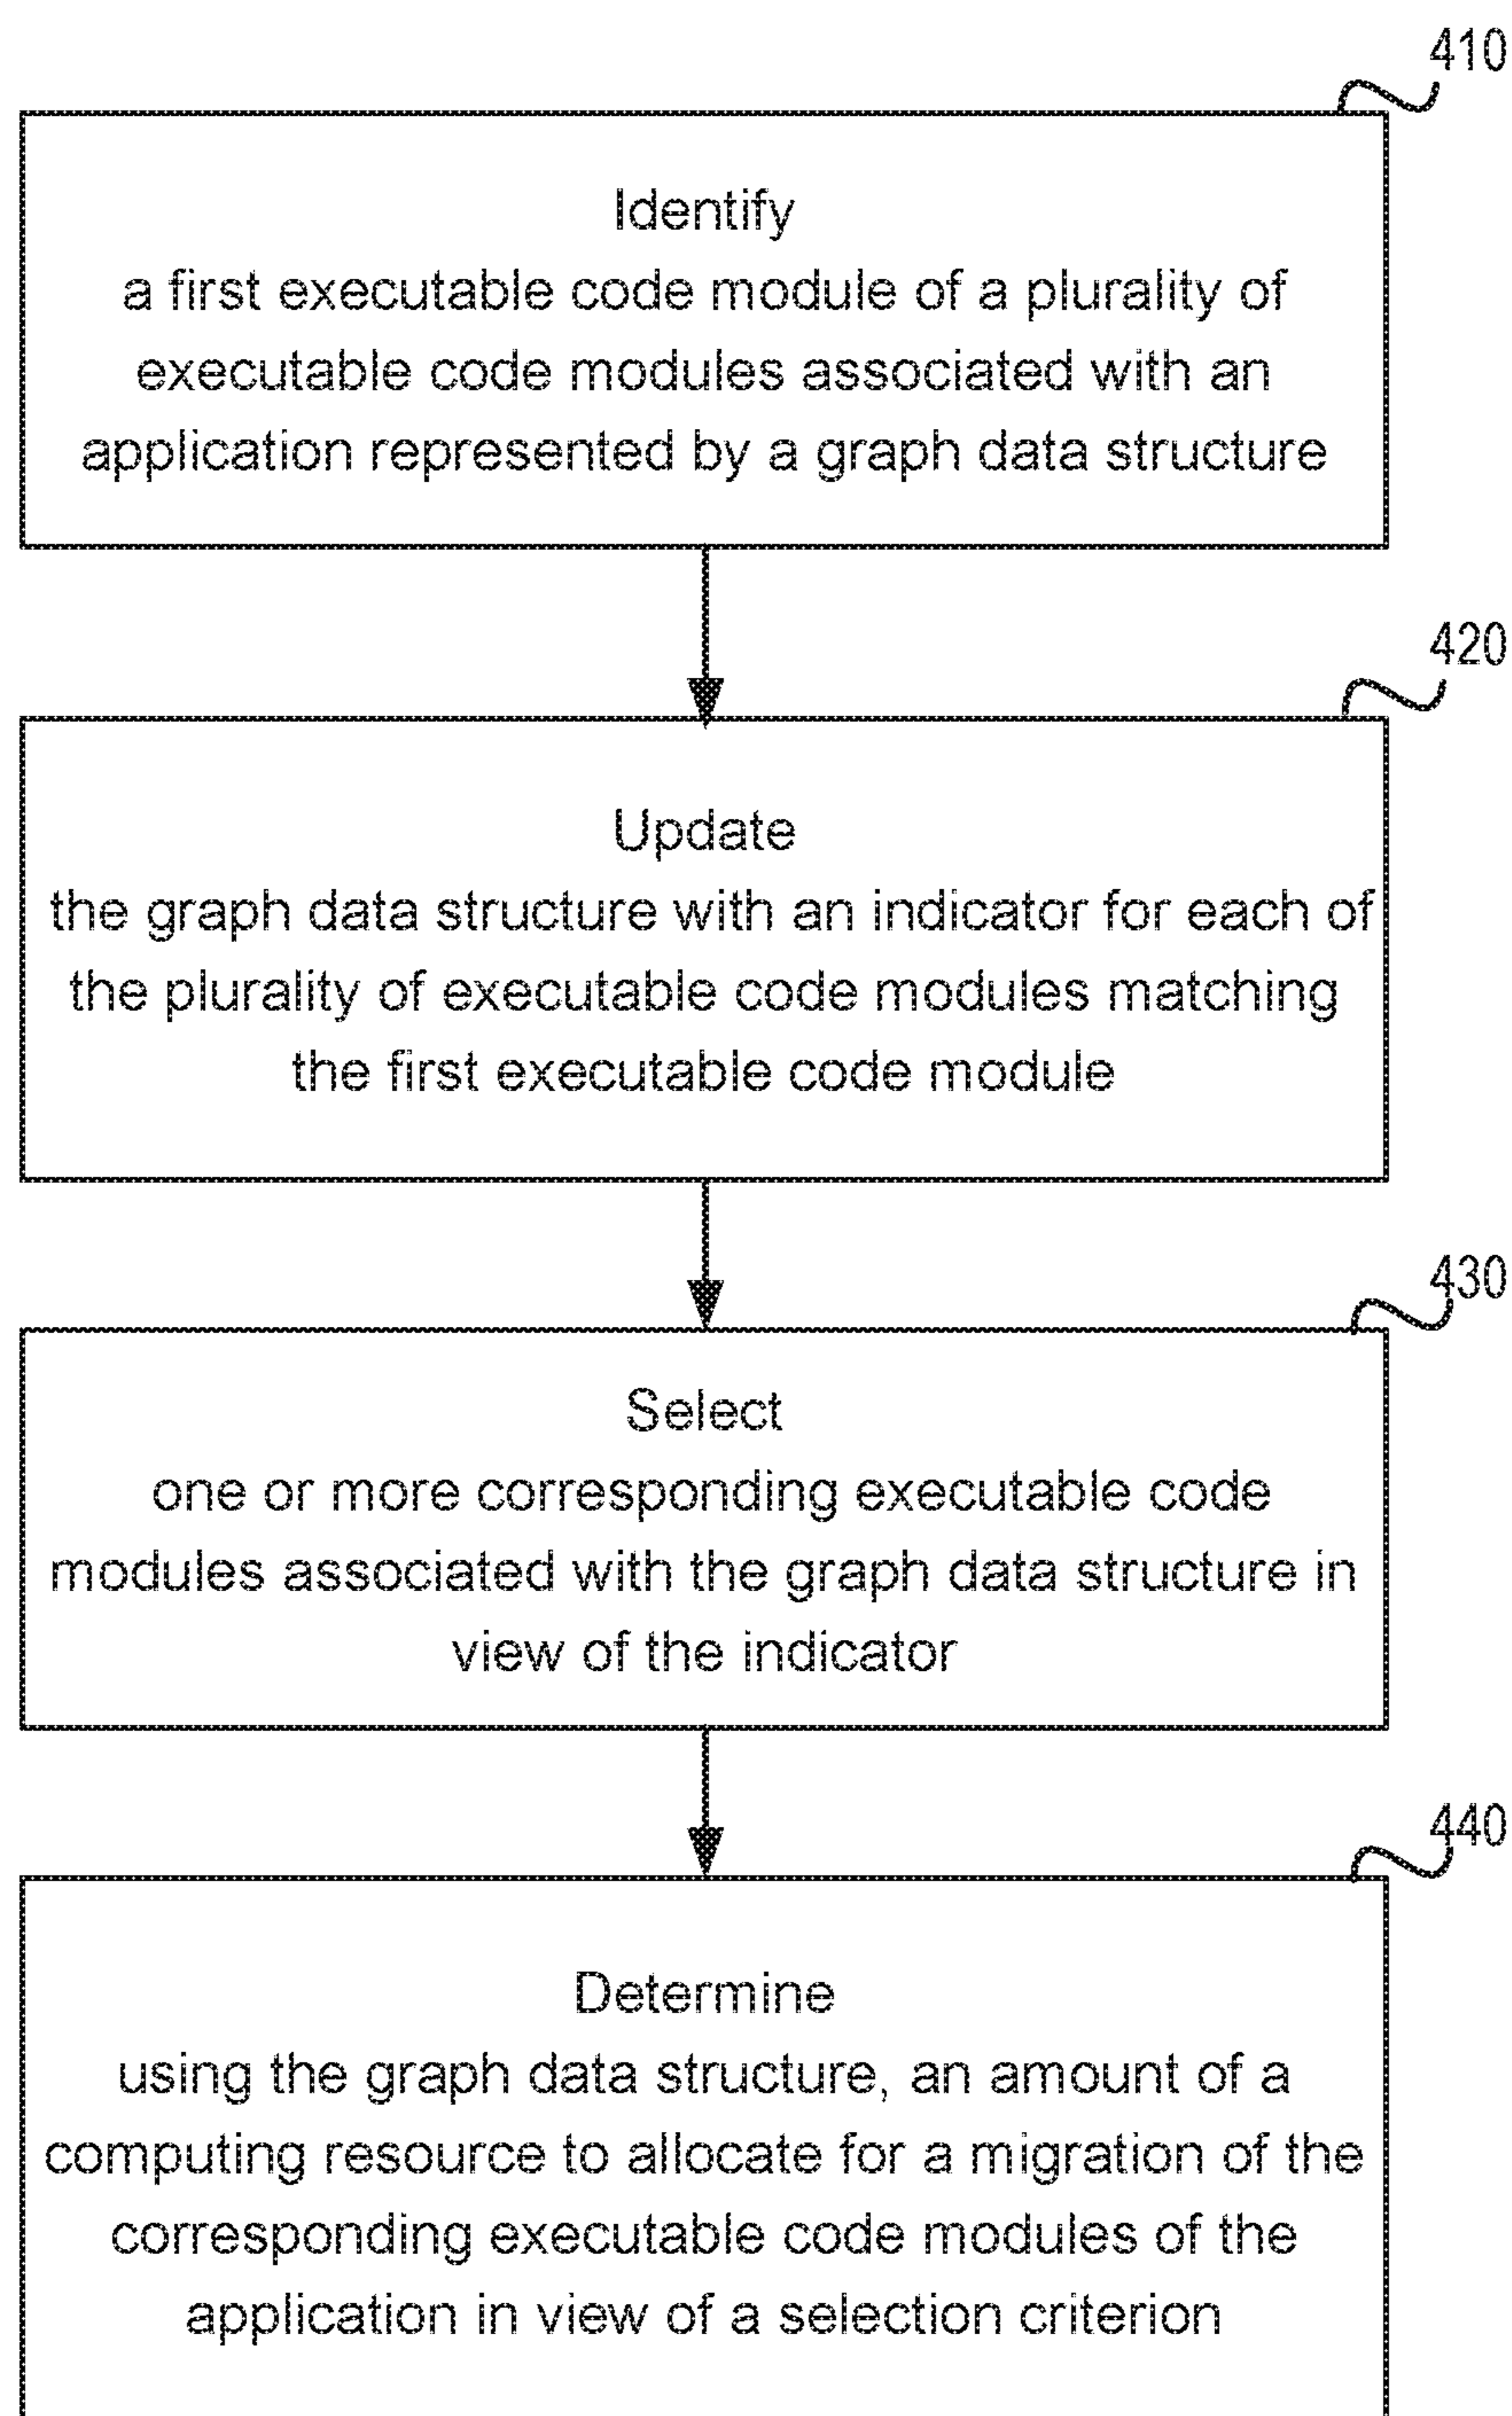 410
Identify
a first executable code module of a plurality of
executable code modules associated with an
application represented by a graph data structure
420
Update
the graph data structure with an indicator for each of
the plurality of executable code modules matching
the first executable code module
430
Select
one or more corresponding executable code
modules associated with the graph data structure in
view of the indicator
440
Determine
using the graph data structure, an amount of a
computing resource to allocate for a migration of the
corresponding executable code modules of the
application in view of a selection criterion